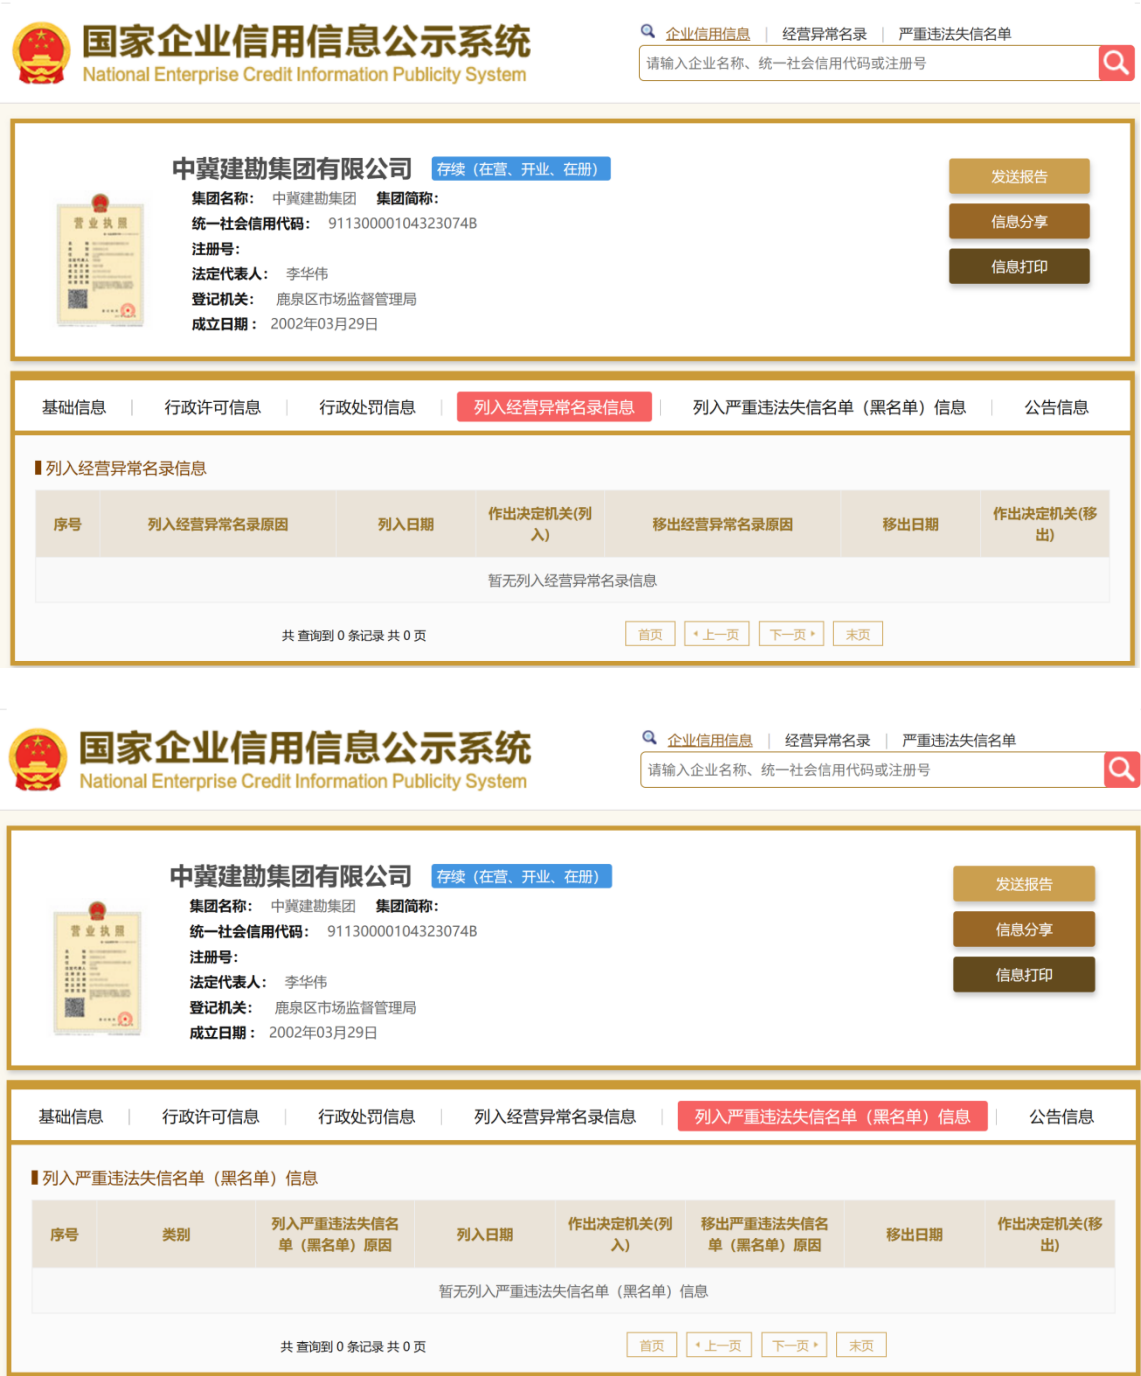 国家企业信用信息公示系统
National Enterprise Credit Information Publicity System
企业信用信息 | 经营异常名录 | 严重违法失信名单
请输入企业名称、统一社会信用代码或注册号
中冀建勘集团有限公司 存续（在营、开业、在册）
集团名称： 中冀建勘集团 集团简称：
统一社会信用代码： 91130000104323074B
注册号：
法定代表人： 李华伟
登记机关： 鹿泉区市场监督管理局
成立日期： 2002年03月29日
发送报告
信息分享
信息打印
营业执照
基础信息 | 行政许可信息 | 行政处罚信息 | 列入经营异常名录信息 | 列入严重违法失信名单（黑名单）信息 | 公告信息
列入经营异常名录信息
序号 列入经营异常名录原因 列入日期 作出决定机关(列入) 移出经营异常名录原因 移出日期 作出决定机关(移出)
暂无列入经营异常名录信息
共 查询到 0 条记录 共 0 页 首页 上一页 下一页 末页
国家企业信用信息公示系统
National Enterprise Credit Information Publicity System
企业信用信息 | 经营异常名录 | 严重违法失信名单
请输入企业名称、统一社会信用代码或注册号
中冀建勘集团有限公司 存续（在营、开业、在册）
集团名称： 中冀建勘集团 集团简称：
统一社会信用代码： 91130000104323074B
注册号：
法定代表人： 李华伟
登记机关： 鹿泉区市场监督管理局
成立日期： 2002年03月29日
发送报告
信息分享
信息打印
营业执照
基础信息 | 行政许可信息 | 行政处罚信息 | 列入经营异常名录信息 | 列入严重违法失信名单（黑名单）信息 | 公告信息
列入严重违法失信名单（黑名单）信息
序号 类别 列入严重违法失信名单（黑名单）原因 列入日期 作出决定机关(列入) 移出严重违法失信名单（黑名单）原因 移出日期 作出决定机关(移出)
暂无列入严重违法失信名单（黑名单）信息
共 查询到 0 条记录 共 0 页 首页 上一页 下一页 末页